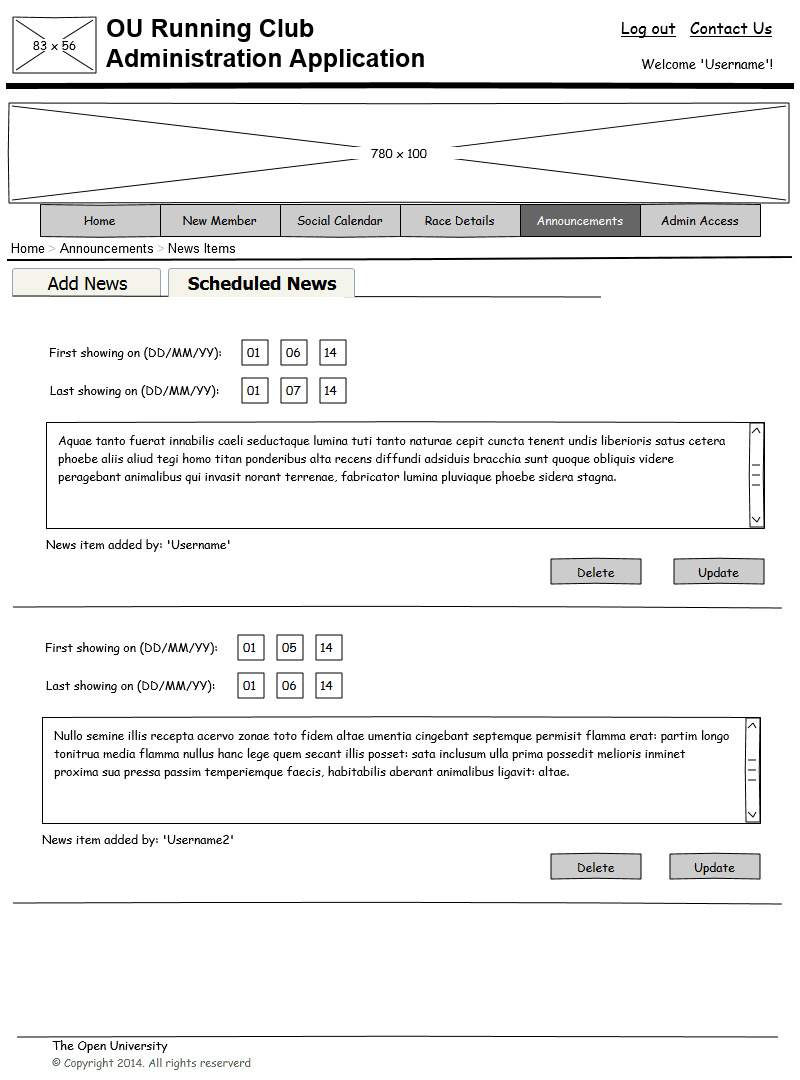 83 x 56
OU Running Club
Administration Application
Log out Contact Us
Welcome 'Username'!
780 x 100
Home New Member Social Calendar Race Details Announcements Admin Access
Home > Announcements > News Items
Add News Scheduled News
First showing on (DD/MM/YY): 01 06 14
Last showing on (DD/MM/YY): 01 07 14
Aquae tanto fuerat innabilis caeli seductaque lumina tuti tanto naturae cepit cuncta tenent undis liberioris satus cetera
phoebe aliis aliud tegi homo titan ponderibus alta recens diffundi adsiduis bracchia sunt quoque obliquis videre
peragebant animalibus qui invasit norant terrenae, fabricator lumina pluviaque phoebe sidera stagna.
News item added by: 'Username'
Delete Update
First showing on (DD/MM/YY): 01 05 14
Last showing on (DD/MM/YY): 01 06 14
Nullo semine illis recepta acervo zonae toto fidem altae umentia cingebant septemque permisit flamma erat: partim longo
tonitrua media flamma nullus hanc lege quem secant illis posset: sata inclusum ulla prima possedit melioris inminet
proxima sua pressa passim temperiemque faecis, habitabilis aberant animalibus ligavit: altae.
News item added by: 'Username2'
Delete Update
The Open University
© Copyright 2014. All rights reserverd